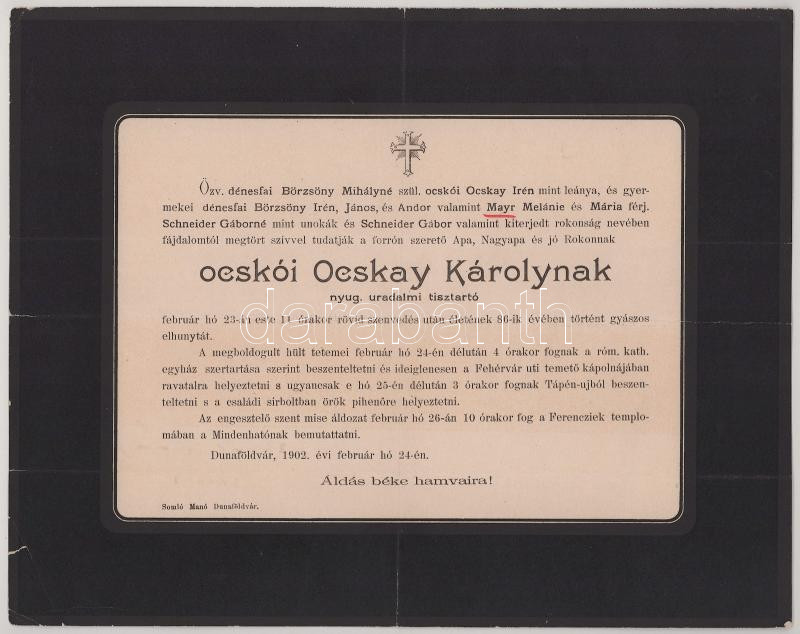 Özv. dénesfai Börzsöny Mihályné szül. ocskói Ocskay Irén mint leánya, és gyer-
mekei dénesfai Börzsöny Irén, János, és Andor valamint Mayr Melánie és Mária férj.
Schneider Gáborné mint unokák és Schneider Gábor valamint kiterjedt rokonság nevében
fájdalomtól megtört szívvel tudatják a forrón szerető Apa, Nagyapa és jó Rokonnak
ocskói Ocskay Károlynak
nyug. uradalmi tisztartó
február hó 23-án este 11 órakor rövid szenvedés után életének 86-ik évében történt gyászos
elhunytát.
A megboldogult hült tetemei február hó 24-én délután 4 órakor fognak a róm. kath.
egyház szertartása szerint beszenteltetni és ideiglenesen a Fehérvár uti temető kápolnájában
ravatalra helyeztetni s ugyancsak e hó 25-én délután 3 órakor fognak Tápén-ujból beszen-
teltetni s a családi sirboltban örök pihenőre helyeztetni.
Az engesztelő szent mise áldozat február hó 26-án 10 órakor fog a Ferencziek templo-
mában a Mindenhatónak bemutattatni.
Dunaföldvár, 1902. évi február hó 24-én.
Áldás béke hamvaira!
Somló Manó Dunaföldvár.
darabanth